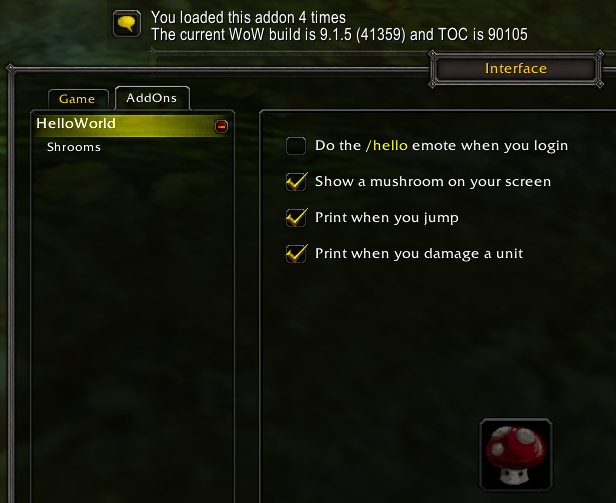 You loaded this addon 4 times
The current WoW build is 9.1.5 (41359) and TOC is 90105
Interface
Game
AddOns
HelloWorld
Shrooms
Do the /hello emote when you login
Show a mushroom on your screen
Print when you jump
Print when you damage a unit